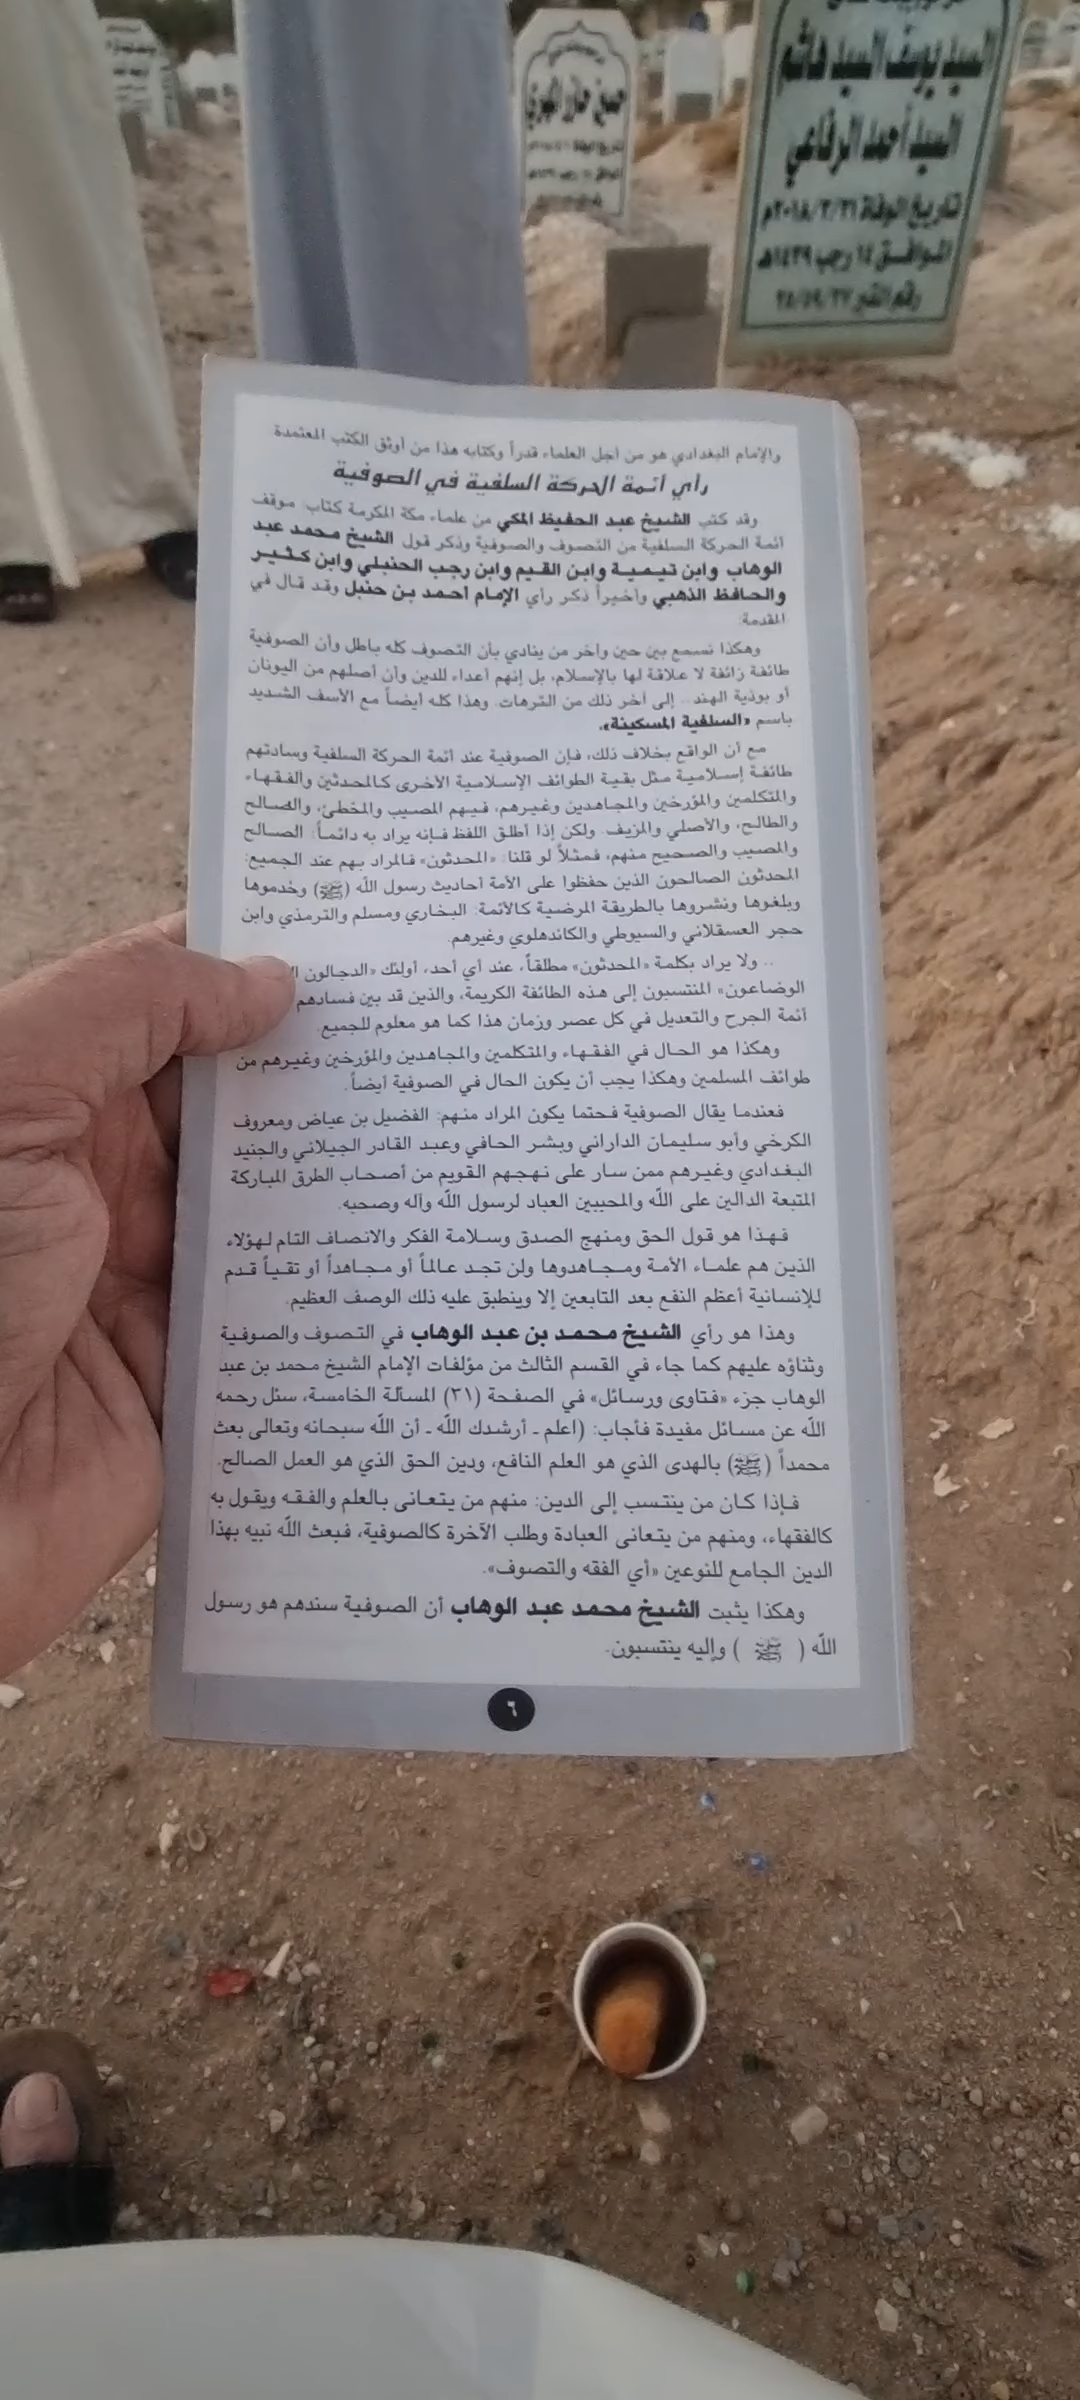 السيد يوسف السيد هاشم
السيد أحمد الرفاعي
تاريخ الوفاة ٢٠١٨/٣/٣١م
الموافق ١٤ رجب ١٤٣٩هـ
رقم القبر
والإمام البغدادي هو من أجل العلماء قدراً وكتابه هذا من أوثق الكتب المعتمدة
رأي أئمة الحركة السلفية في الصوفية
وقد كتب الشيخ عبد الحفيظ المكي من علماء مكة المكرمة كتاب: موقف
أئمة الحركة السلفية من التصوف والصوفية وذكر قول الشيخ محمد عبد
الوهاب وابن تيمية وابن القيم وابن رجب الحنبلي وابن كثير
والحافظ الذهبي وأخيراً ذكر رأي الإمام أحمد بن حنبل وقد قال في
المقدمة:
وهكذا نسمع بين حين وآخر من ينادي بأن التصوف كله باطل وأن الصوفية
طائفة زائفة لا علاقة لها بالإسلام، بل إنهم أعداء للدين وأن أصلهم من اليونان
أو بوذية الهند.. إلى آخر ذلك من الترهات. وهذا كله أيضاً مع الأسف الشديد
باسم «السلفية المسكينة».
مع أن الواقع بخلاف ذلك، فإن الصوفية عند أئمة الحركة السلفية وسادتهم
طائفة إسلامية مثل بقية الطوائف الإسلامية الأخرى كالمحدثين والفقهاء
والمتكلمين والمؤرخين والمجاهدين وغيرهم، فيهم المصيب والمخطئ، والصالح
والطالح، والأصلي والمزيف. ولكن إذا أطلق اللفظ فإنه يراد به دائماً: الصالح
والمصيب والصحيح منهم، فمثلاً لو قلنا: «المحدثون» فالمراد بهم عند الجميع:
المحدثون الصالحون الذين حفظوا على الأمة أحاديث رسول الله (ﷺ) وخدموها
وبلغوها ونشروها بالطريقة المرضية كالأئمة: البخاري ومسلم والترمذي وابن
حجر العسقلاني والسيوطي والكاندهلوي وغيرهم.
.. ولا يراد بكلمة «المحدثون» مطلقاً، عند أي أحد، أولئك «الدجالون
الوضاعون» المنتسبون إلى هذه الطائفة الكريمة، والذين قد بين فسادهم
أئمة الجرح والتعديل في كل عصر وزمان هذا كما هو معلوم للجميع.
وهكذا هو الحال في الفقهاء والمتكلمين والمجاهدين والمؤرخين وغيرهم من
طوائف المسلمين وهكذا يجب أن يكون الحال في الصوفية أيضاً.
فعندما يقال الصوفية فحتما يكون المراد منهم: الفضيل بن عياض ومعروف
الكرخي وأبو سليمان الداراني وبشر الحافي وعبد القادر الجيلاني والجنيد
البغدادي وغيرهم ممن سار على نهجهم القويم من أصحاب الطرق المباركة
المتبعة الدالين على الله والمحببين العباد لرسول الله وآله وصحبه.
فهذا هو قول الحق ومنهج الصدق وسلامة الفكر والانصاف التام لهؤلاء
الذين هم علماء الأمة ومجاهدوها ولن تجد عالماً أو مجاهداً أو تقياً قدم
للإنسانية أعظم النفع بعد التابعين إلا وينطبق عليه ذلك الوصف العظيم.
وهذا هو رأي الشيخ محمد بن عبد الوهاب في التصوف والصوفية
وثناؤه عليهم كما جاء في القسم الثالث من مؤلفات الإمام الشيخ محمد بن عبد
الوهاب جزء «فتاوى ورسائل» في الصفحة (٣١) المسألة الخامسة، سئل رحمه
الله عن مسائل مفيدة فأجاب: (اعلم ـ أرشدك الله ـ أن الله سبحانه وتعالى بعث
محمداً (ﷺ) بالهدى الذي هو العلم النافع، ودين الحق الذي هو العمل الصالح.
فإذا كان من ينتسب إلى الدين: منهم من يتعانى بالعلم والفقه ويقول به
كالفقهاء، ومنهم من يتعانى العبادة وطلب الآخرة كالصوفية، فبعث الله نبيه بهذا
الدين الجامع للنوعين «أي الفقه والتصوف».
وهكذا يثبت الشيخ محمد عبد الوهاب أن الصوفية سندهم هو رسول
الله ( ﷺ ) وإليه ينتسبون.
٦